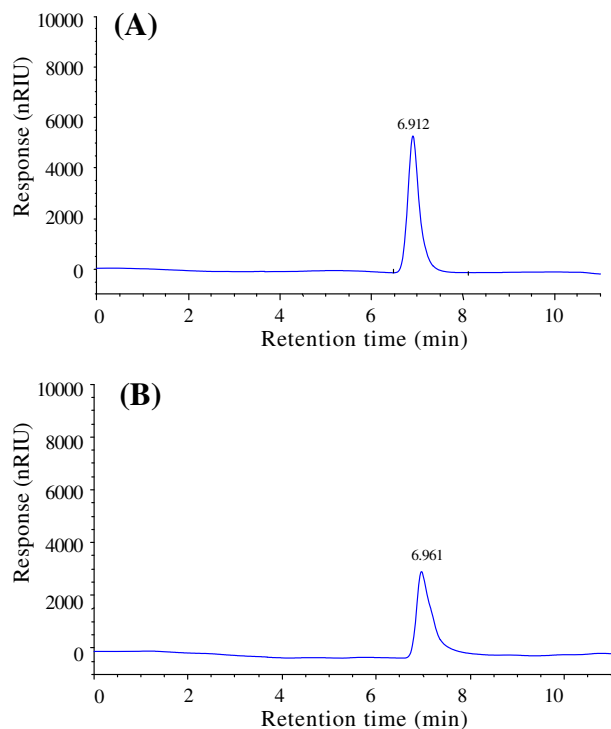 (A)
10000
8000
6000
4000
2000
0
Response (nRIU)
6.912
0 2 4 6 8 10
Retention time (min)
(B)
10000
8000
6000
4000
2000
0
Response (nRIU)
6.961
0 2 4 6 8 10
Retention time (min)